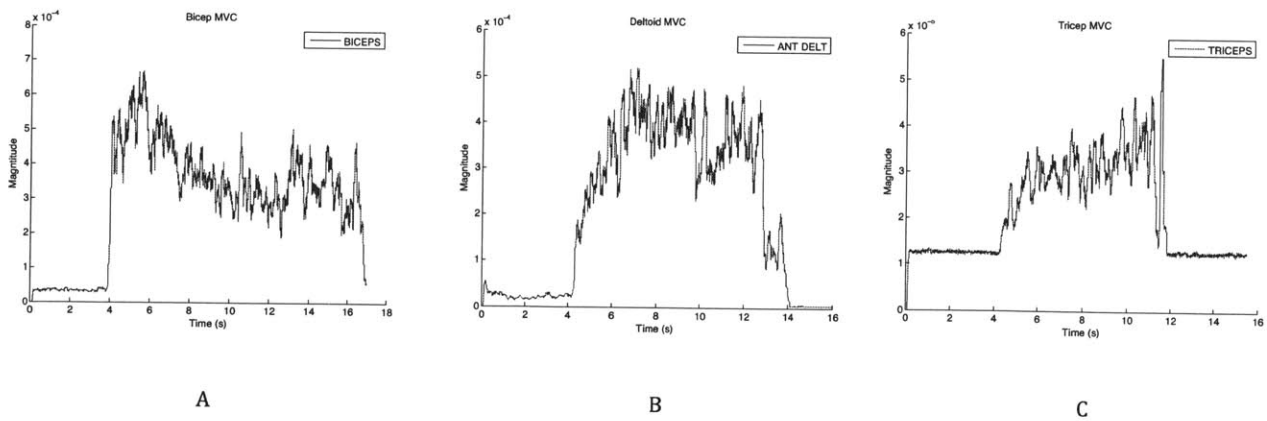 x 10⁻⁴
Bicep MVC
BICEPS
8
7
6
5
4
3
2
1
0
Magntitude
0 2 4 6 8 10 12 14 16 18
Time (s)
A
x 10⁻⁴
Deltoid MVC
ANT DELT
6
5
4
3
2
1
0
Magnitude
0 2 4 6 8 10 12 14 16
Time (s)
B
Tricep MVC
TRICEPS
6
5
4
3
2
1
0
Magnitude
0 2 4 6 8 10 12 14 16
Time (s)
C